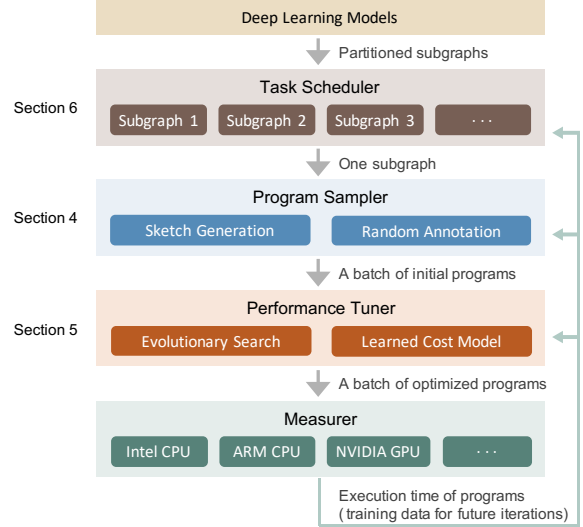 Deep Learning Models
Partitioned subgraphs
Task Scheduler
Section 6
Subgraph 1 Subgraph 2 Subgraph 3 · · ·
One subgraph
Program Sampler
Section 4
Sketch Generation Random Annotation
A batch of initial programs
Performance Tuner
Section 5
Evolutionary Search Learned Cost Model
A batch of optimized programs
Measurer
Intel CPU ARM CPU NVIDIA GPU · · ·
Execution time of programs
(training data for future iterations)